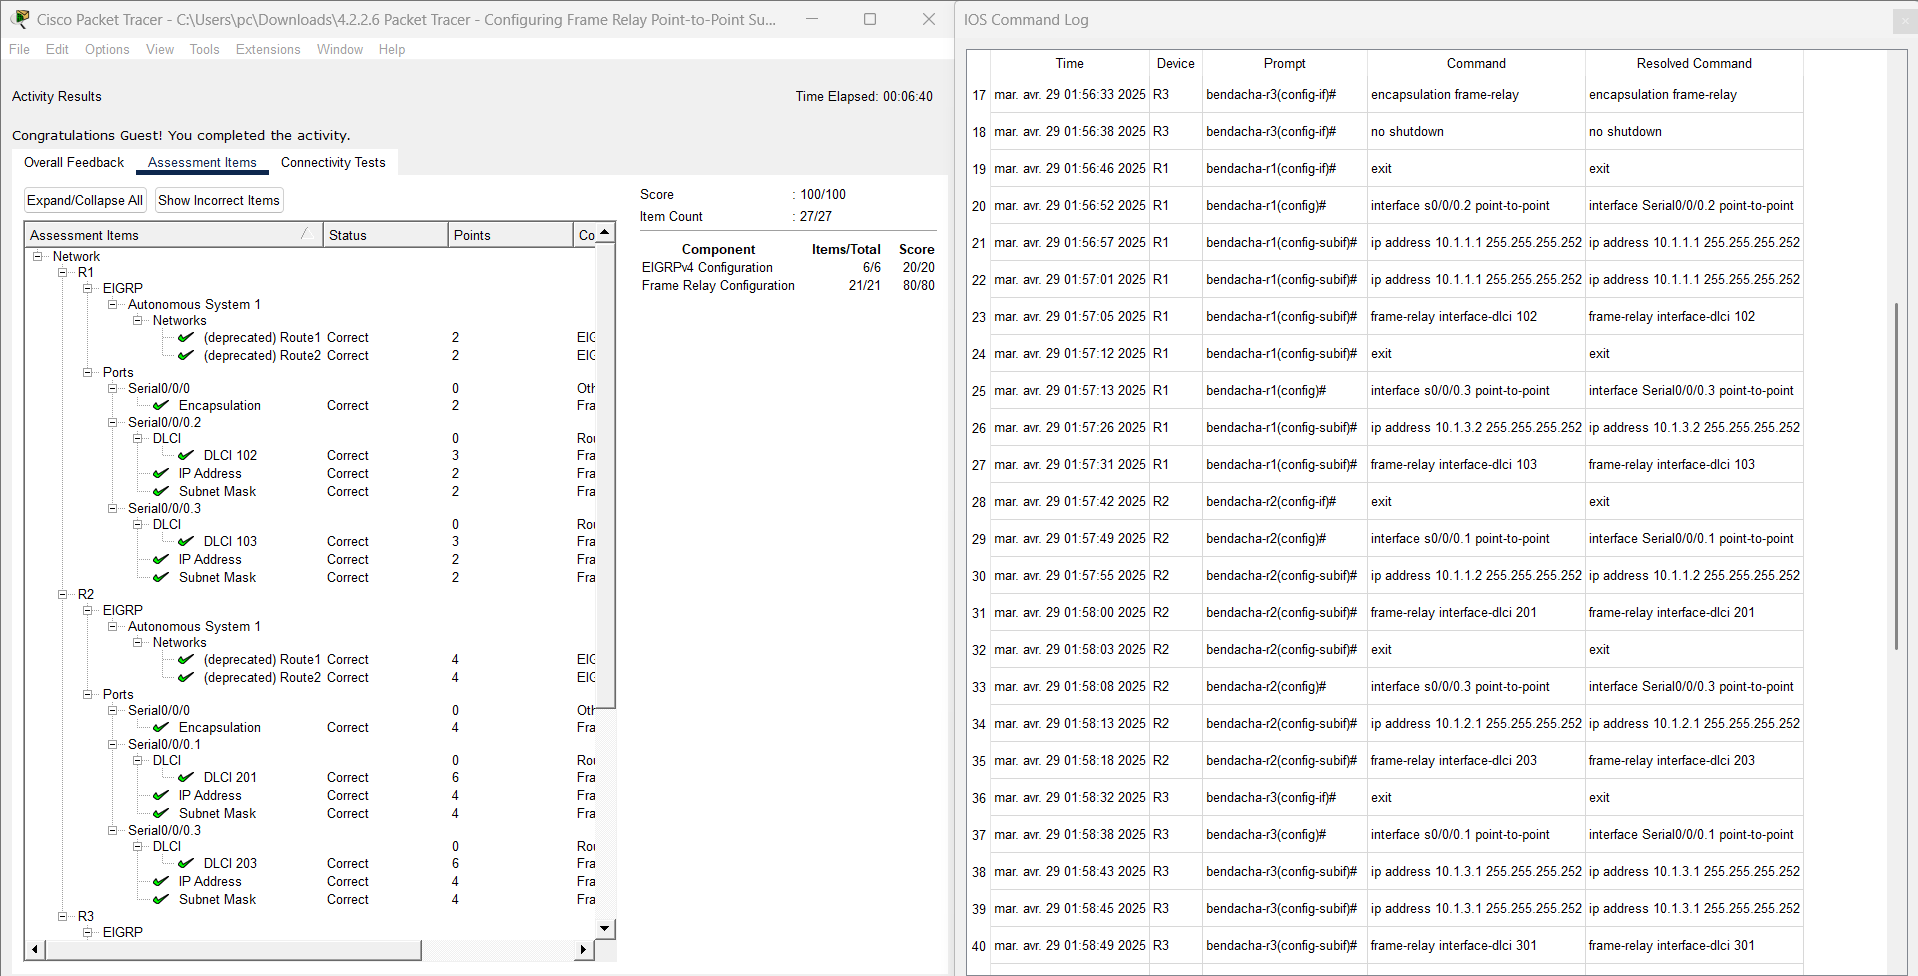 Cisco Packet Tracer - C:\Users\pc\Downloads\4.2.2.6 Packet Tracer - Configuring Frame Relay Point-to-Point Su...
File Edit Options View Tools Extensions Window Help
Activity Results Time Elapsed: 00:06:40
Congratulations Guest! You completed the activity.
Overall Feedback Assessment Items Connectivity Tests
Expand/Collapse All Show Incorrect Items
Assessment Items Status Points Co
Network
R1
EIGRP
Autonomous System 1
Networks
(deprecated) Route1 Correct 2 EIG
(deprecated) Route2 Correct 2 EIG
Ports
Serial0/0/0 0 Oth
Encapsulation Correct 2 Fra
Serial0/0/0.2
DLCI 0 Rou
DLCI 102 Correct 3 Fra
IP Address Correct 2 Fra
Subnet Mask Correct 2 Fra
Serial0/0/0.3
DLCI 0 Rou
DLCI 103 Correct 3 Fra
IP Address Correct 2 Fra
Subnet Mask Correct 2 Fra
R2
EIGRP
Autonomous System 1
Networks
(deprecated) Route1 Correct 4 EIG
(deprecated) Route2 Correct 4 EIG
Ports
Serial0/0/0 0 Oth
Encapsulation Correct 4 Fra
Serial0/0/0.1
DLCI 0 Rou
DLCI 201 Correct 6 Fra
IP Address Correct 4 Fra
Subnet Mask Correct 4 Fra
Serial0/0/0.3
DLCI 0 Rou
DLCI 203 Correct 6 Fra
IP Address Correct 4 Fra
Subnet Mask Correct 4 Fra
R3
EIGRP
Score : 100/100
Item Count : 27/27
Component Items/Total Score
EIGRPv4 Configuration 6/6 20/20
Frame Relay Configuration 21/21 80/80
IOS Command Log
Time Device Prompt Command Resolved Command
17 mar. avr. 29 01:56:33 2025 R3 bendacha-r3(config-if)# encapsulation frame-relay encapsulation frame-relay
18 mar. avr. 29 01:56:38 2025 R3 bendacha-r3(config-if)# no shutdown no shutdown
19 mar. avr. 29 01:56:46 2025 R1 bendacha-r1(config-if)# exit exit
20 mar. avr. 29 01:56:52 2025 R1 bendacha-r1(config)# interface s0/0/0.2 point-to-point interface Serial0/0/0.2 point-to-point
21 mar. avr. 29 01:56:57 2025 R1 bendacha-r1(config-subif)# ip address 10.1.1.1 255.255.255.252 ip address 10.1.1.1 255.255.255.252
22 mar. avr. 29 01:57:01 2025 R1 bendacha-r1(config-subif)# ip address 10.1.1.1 255.255.255.252 ip address 10.1.1.1 255.255.255.252
23 mar. avr. 29 01:57:05 2025 R1 bendacha-r1(config-subif)# frame-relay interface-dlci 102 frame-relay interface-dlci 102
24 mar. avr. 29 01:57:12 2025 R1 bendacha-r1(config-subif)# exit exit
25 mar. avr. 29 01:57:13 2025 R1 bendacha-r1(config)# interface s0/0/0.3 point-to-point interface Serial0/0/0.3 point-to-point
26 mar. avr. 29 01:57:26 2025 R1 bendacha-r1(config-subif)# ip address 10.1.3.2 255.255.255.252 ip address 10.1.3.2 255.255.255.252
27 mar. avr. 29 01:57:31 2025 R1 bendacha-r1(config-subif)# frame-relay interface-dlci 103 frame-relay interface-dlci 103
28 mar. avr. 29 01:57:42 2025 R2 bendacha-r2(config-if)# exit exit
29 mar. avr. 29 01:57:49 2025 R2 bendacha-r2(config)# interface s0/0/0.1 point-to-point interface Serial0/0/0.1 point-to-point
30 mar. avr. 29 01:57:55 2025 R2 bendacha-r2(config-subif)# ip address 10.1.1.2 255.255.255.252 ip address 10.1.1.2 255.255.255.252
31 mar. avr. 29 01:58:00 2025 R2 bendacha-r2(config-subif)# frame-relay interface-dlci 201 frame-relay interface-dlci 201
32 mar. avr. 29 01:58:03 2025 R2 bendacha-r2(config-subif)# exit exit
33 mar. avr. 29 01:58:08 2025 R2 bendacha-r2(config)# interface s0/0/0.3 point-to-point interface Serial0/0/0.3 point-to-point
34 mar. avr. 29 01:58:13 2025 R2 bendacha-r2(config-subif)# ip address 10.1.2.1 255.255.255.252 ip address 10.1.2.1 255.255.255.252
35 mar. avr. 29 01:58:18 2025 R2 bendacha-r2(config-subif)# frame-relay interface-dlci 203 frame-relay interface-dlci 203
36 mar. avr. 29 01:58:32 2025 R3 bendacha-r3(config-if)# exit exit
37 mar. avr. 29 01:58:38 2025 R3 bendacha-r3(config)# interface s0/0/0.1 point-to-point interface Serial0/0/0.1 point-to-point
38 mar. avr. 29 01:58:43 2025 R3 bendacha-r3(config-subif)# ip address 10.1.3.1 255.255.255.252 ip address 10.1.3.1 255.255.255.252
39 mar. avr. 29 01:58:45 2025 R3 bendacha-r3(config-subif)# ip address 10.1.3.1 255.255.255.252 ip address 10.1.3.1 255.255.255.252
40 mar. avr. 29 01:58:49 2025 R3 bendacha-r3(config-subif)# frame-relay interface-dlci 301 frame-relay interface-dlci 301